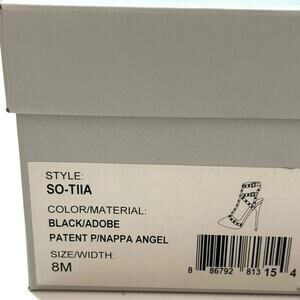 STYLE:
SO-TIIA
COLOR/MATERIAL:
BLACK/ADOBE
PATENT P/NAPPA ANGEL
SIZE/WIDTH:
8M
8 86792 813 15 4